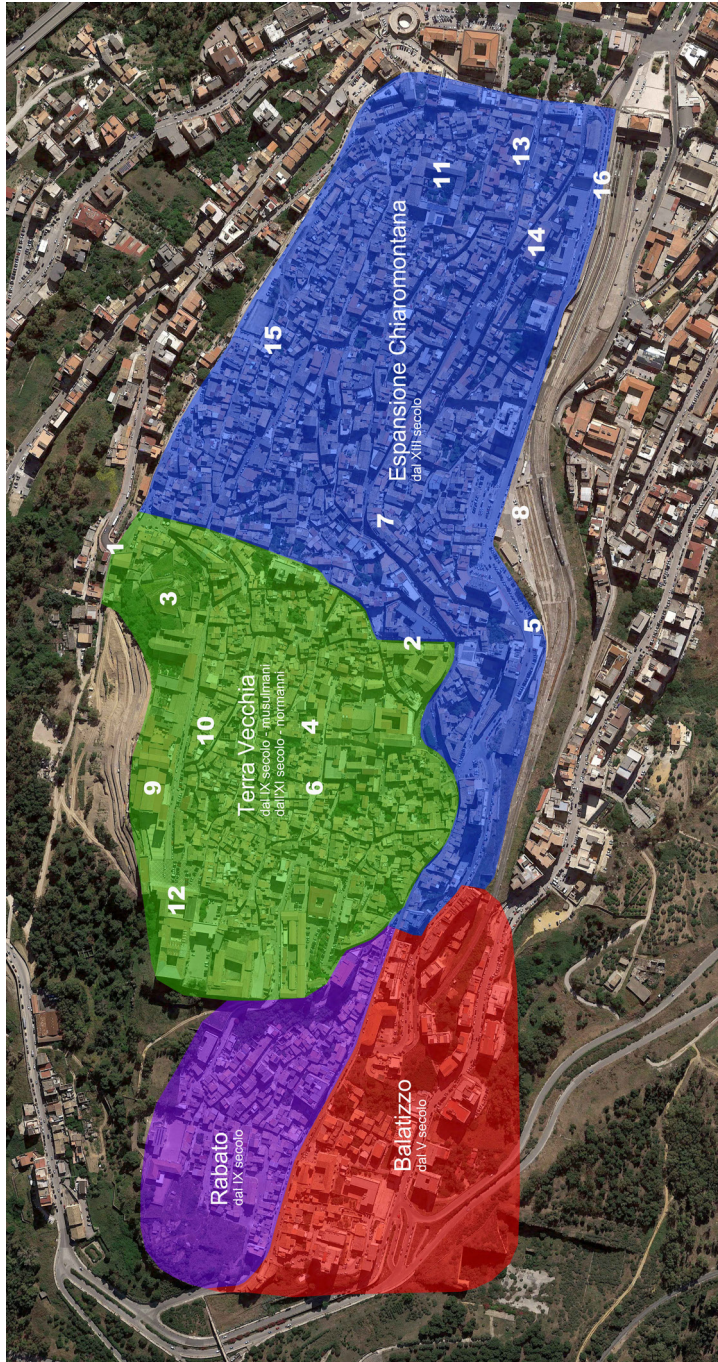 1
9
3
12
10
Rabato
dal IX secolo
Terra Vecchia
dal IX secolo - musulmani
dall'XI secolo - normanni
15
6
4
7
Espansione Chiaromontana
dal XIII secolo
Balatizzo
dal V secolo
2
11
8
13
5
14
16